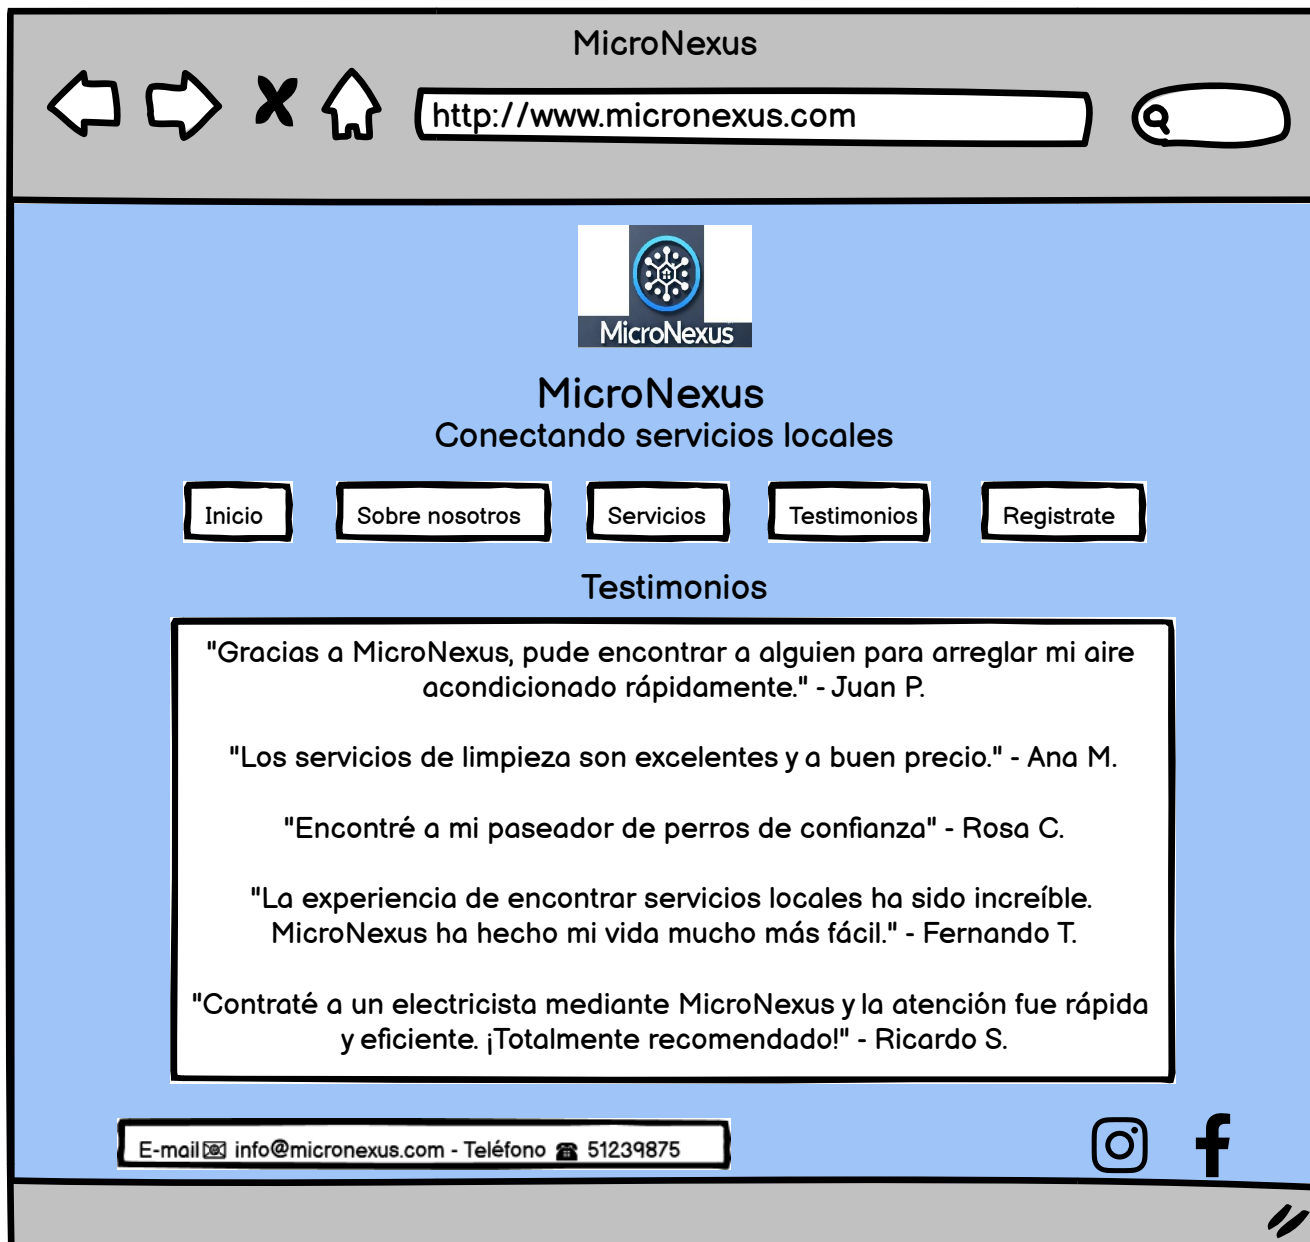 MicroNexus
http://www.micronexus.com
MicroNexus
MicroNexus
Conectando servicios locales
Inicio
Sobre nosotros
Servicios
Testimonios
Registrate
Testimonios
"Gracias a MicroNexus, pude encontrar a alguien para arreglar mi aire
acondicionado rápidamente." - Juan P.
"Los servicios de limpieza son excelentes y a buen precio." - Ana M.
"Encontré a mi paseador de perros de confianza" - Rosa C.
"La experiencia de encontrar servicios locales ha sido increíble.
MicroNexus ha hecho mi vida mucho más fácil." - Fernando T.
"Contraté a un electricista mediante MicroNexus y la atención fue rápida
y eficiente. ¡Totalmente recomendado!" - Ricardo S.
E-mail 📧 info@micronexus.com - Teléfono ☎ 51239875